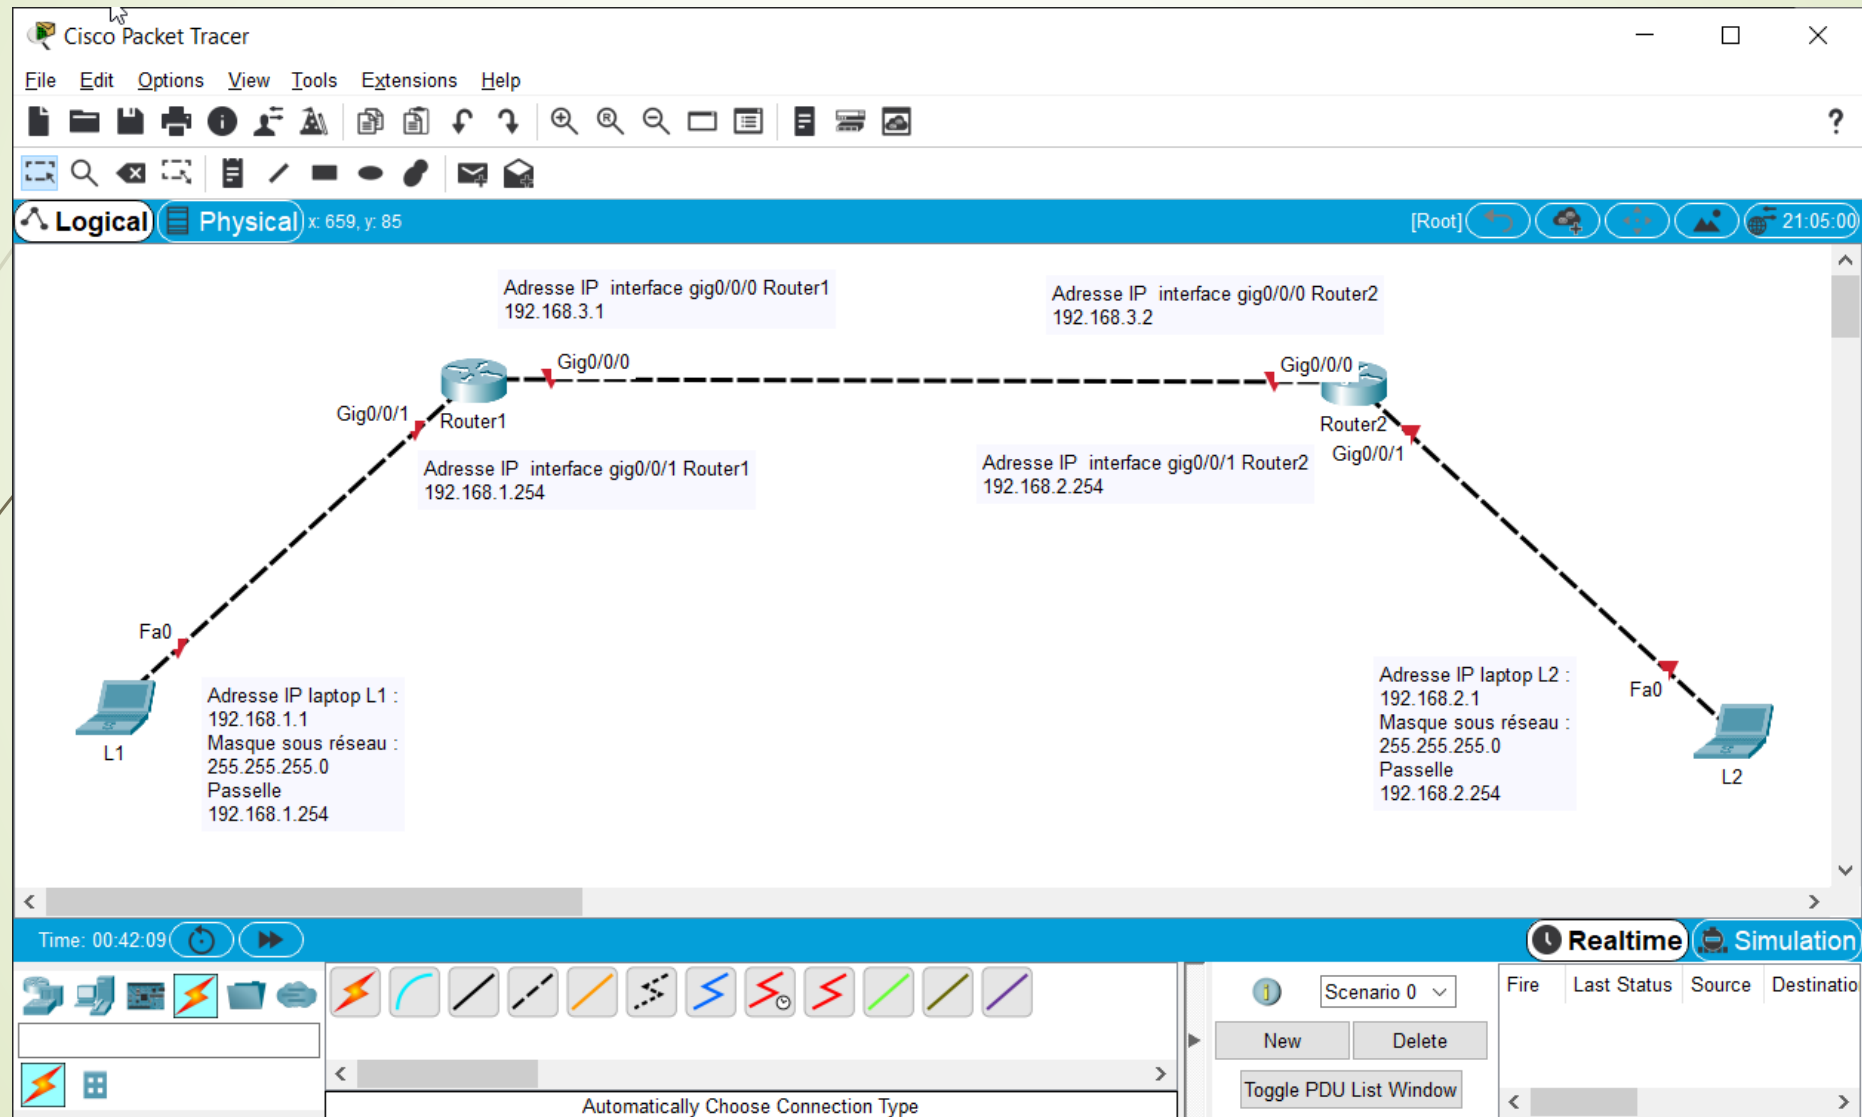 Cisco Packet Tracer
File Edit Options View Tools Extensions Help
?
Logical Physical x: 659, y: 85 [Root] 21:05:00
Adresse IP interface gig0/0/0 Router1
192.168.3.1
Adresse IP interface gig0/0/0 Router2
192.168.3.2
Gig0/0/0
Gig0/0/0
Gig0/0/1
Router1
Router2
Gig0/0/1
Adresse IP interface gig0/0/1 Router1
192.168.1.254
Adresse IP interface gig0/0/1 Router2
192.168.2.254
Fa0
L1
Adresse IP laptop L1 :
192.168.1.1
Masque sous réseau :
255.255.255.0
Passelle
192.168.1.254
Adresse IP laptop L2 :
192.168.2.1
Masque sous réseau :
255.255.255.0
Passelle
192.168.2.254
Fa0
L2
Time: 00:42:09 Realtime Simulation
Scenario 0
New Delete
Toggle PDU List Window
Fire Last Status Source Destinatio
Automatically Choose Connection Type